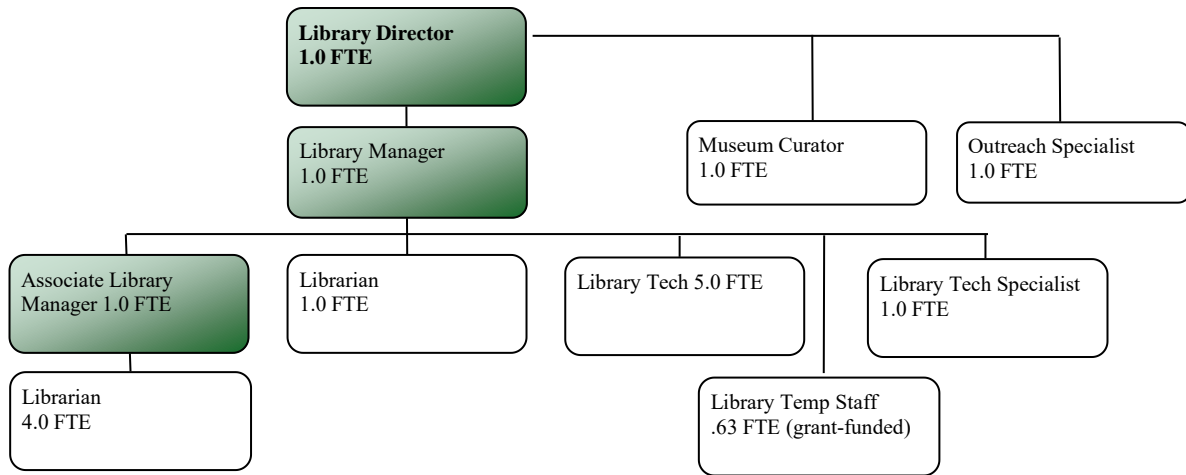 Library Director
1.0 FTE
Library Manager
1.0 FTE
Museum Curator
1.0 FTE
Outreach Specialist
1.0 FTE
Associate Library
Manager 1.0 FTE
Librarian
1.0 FTE
Library Tech 5.0 FTE
Library Tech Specialist
1.0 FTE
Librarian
4.0 FTE
Library Temp Staff
.63 FTE (grant-funded)